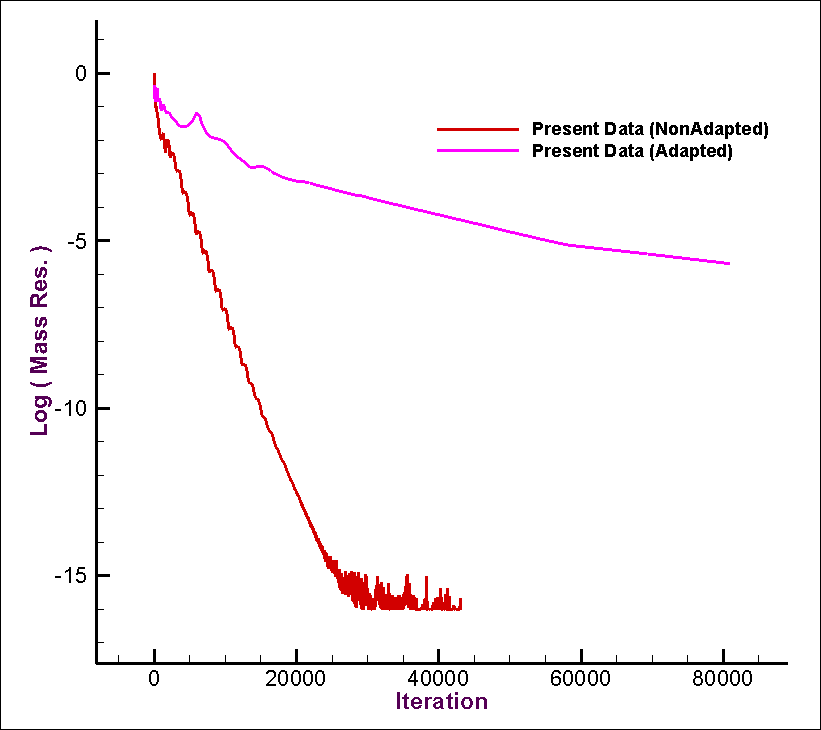 0
Present Data (NonAdapted)
Present Data (Adapted)
-5
Log ( Mass Res. )
-10
-15
0 20000 40000 60000 80000
Iteration